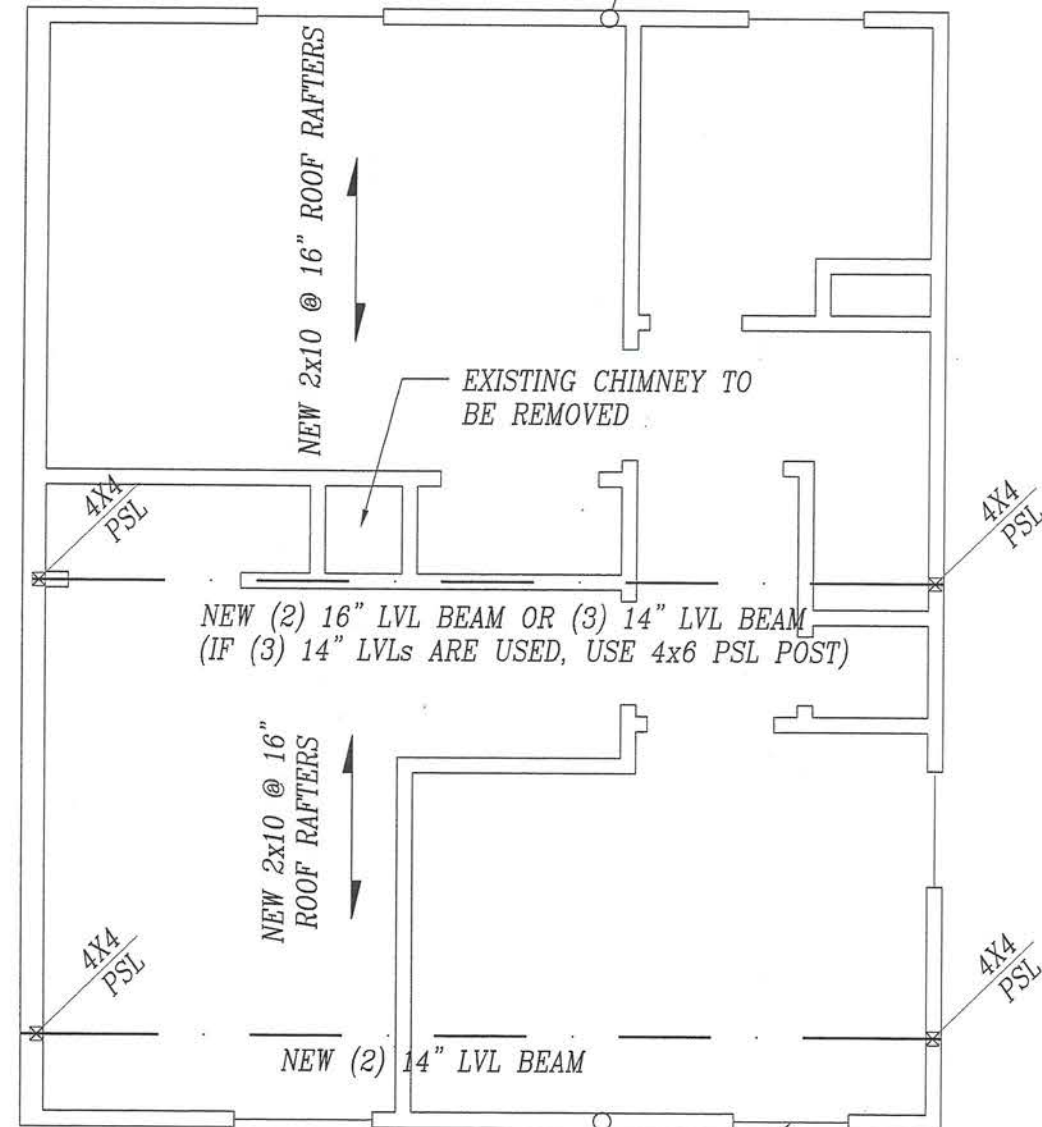 NEW 2x10 @ 16" ROOF RAFTERS
EXISTING CHIMNEY TO
BE REMOVED
4X4
PSL
4X4
PSL
NEW (2) 16" LVL BEAM OR (3) 14" LVL BEAM
(IF (3) 14" LVLs ARE USED, USE 4x6 PSL POST)
NEW 2x10 @ 16"
ROOF RAFTERS
4X4
PSL
4X4
PSL
NEW (2) 14" LVL BEAM